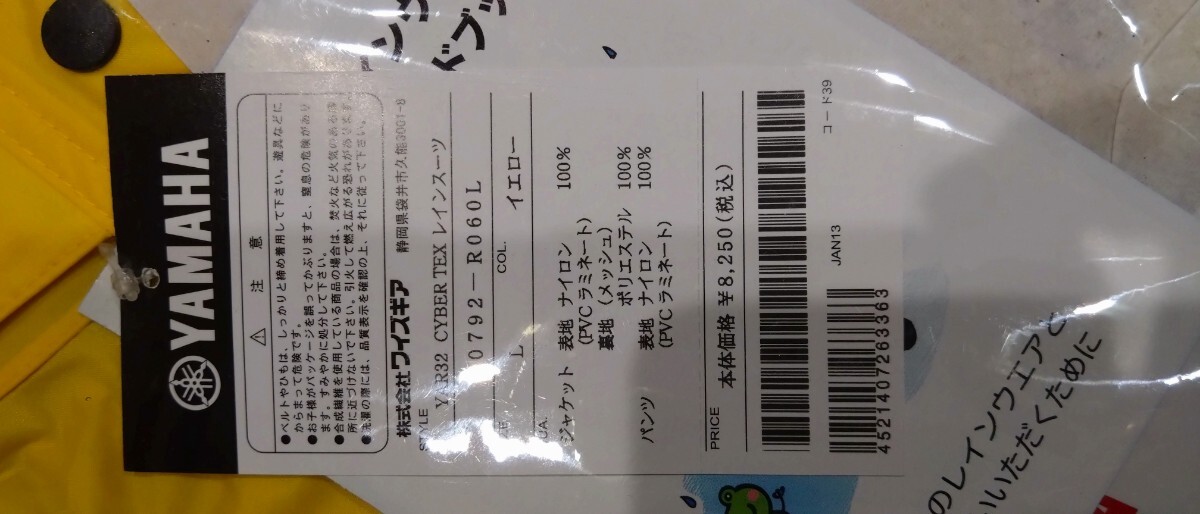 YAMAHA
⚠ 注 意
●ベルトやひもは、しっかりと締め着用して下さい。遊具などに
からまって危険です。
●お子様がパッケージを誤ってかぶりますと、窒息の危険があり
ます。すみやかに処分して下さい。
●合成繊維を使用している商品の場合は、焚火など火気のある場
所に近づけないで下さい。引火して燃え広がる恐れがあります。
●洗濯の際には、品質表示を確認の上、それに従って下さい。
株式会社ワイズギア 静岡県袋井市久能3001-8
STYLE
R32 CYBER TEX レインスーツ
0792-R060L
L COL. イエロー
QUA.
ジャケット 表地 ナイロン 100%
(PVCラミネート)
裏地 (メッシュ)
ポリエステル 100%
パンツ 表地 ナイロン 100%
(PVCラミネート)
PRICE
本体価格 ¥8,250(税込)
コード39
JAN13
4521407263363
ング
ドブッ
のレインウエアを
いいただくために